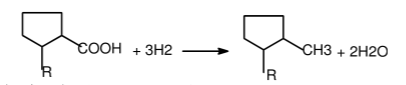 COOH + 3H2 CH3 + 2H2O
R R